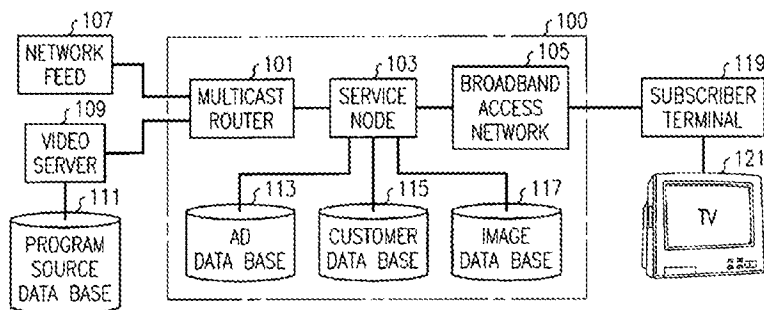 107
NETWORK
FEED
109
VIDEO
SERVER
111
PROGRAM
SOURCE
DATA BASE
100
101
MULTICAST
ROUTER
103
SERVICE
NODE
105
BROADBAND
ACCESS
NETWORK
113
AD
DATA BASE
115
CUSTOMER
DATA BASE
117
IMAGE
DATA BASE
119
SUBSCRIBER
TERMINAL
121
TV